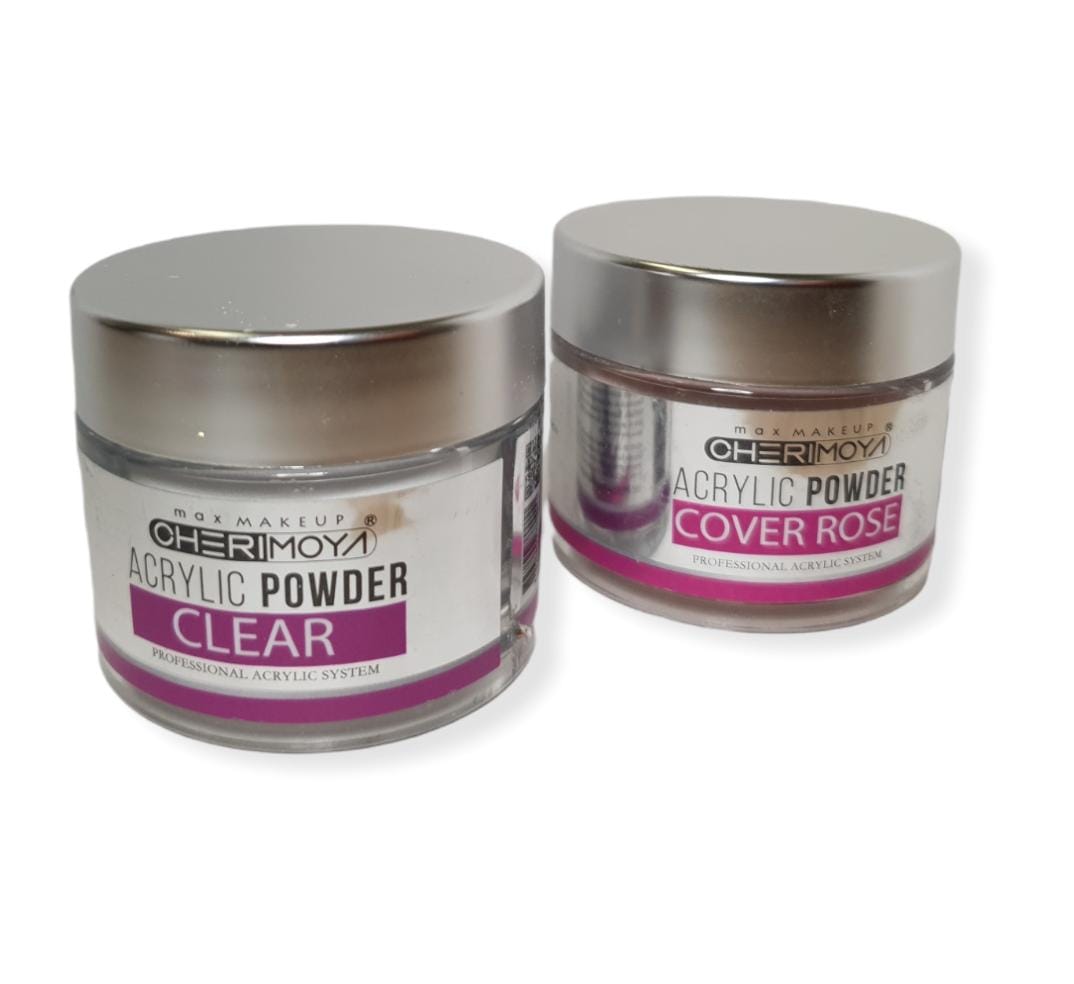 max MAKEUP ®
CHERIMOYA
ACRYLIC POWDER
CLEAR
PROFESSIONAL ACRYLIC SYSTEM
max MAKEUP ®
CHERIMOYA
ACRYLIC POWDER
COVER ROSE
PROFESSIONAL ACRYLIC SYSTEM